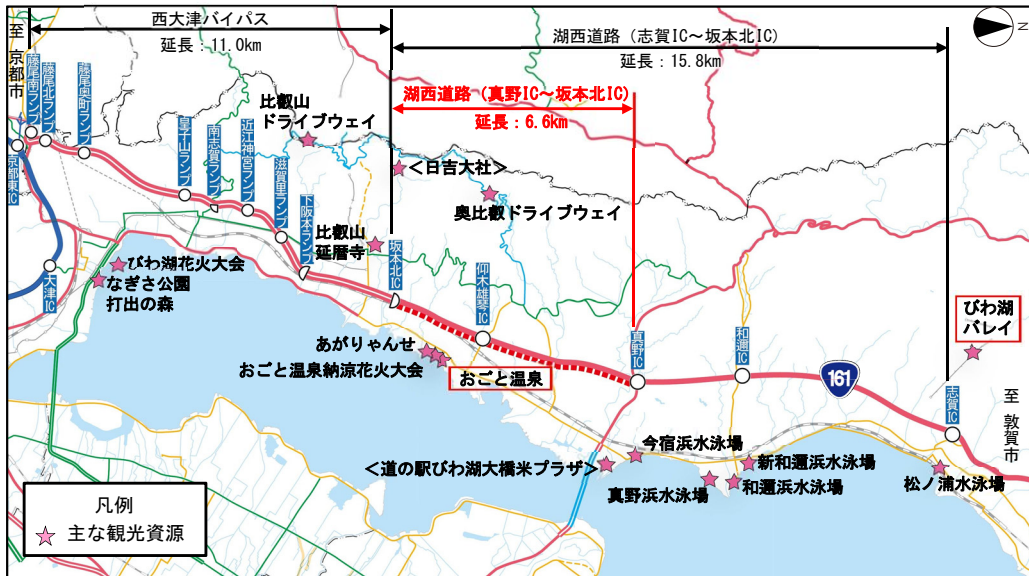 西大津バイパス
延長：11.0km
湖西道路（志賀IC～坂本北IC）
延長：15.8km
湖西道路（真野IC～坂本北IC）
延長：6.6km
N
至 京都市
藤尾南ランプ
藤尾北ランプ
藤尾奥町ランプ
皇子山ランプ
南志賀ランプ
近江神宮ランプ
滋賀里ランプ
下阪本ランプ
坂本北IC
仰木雄琴IC
真野IC
和邇IC
志賀IC
京都東IC
大津IC
比叡山
ドライブウェイ
＜日吉大社＞
奥比叡ドライブウェイ
比叡山
延暦寺
びわ湖花火大会
なぎさ公園
打出の森
あがりゃんせ
おごと温泉納涼花火大会
おごと温泉
びわ湖
バレイ
161
至 敦賀市
＜道の駅びわ湖大橋米プラザ＞
今宿浜水泳場
真野浜水泳場
新和邇浜水泳場
和邇浜水泳場
松ノ浦水泳場
凡例
主な観光資源